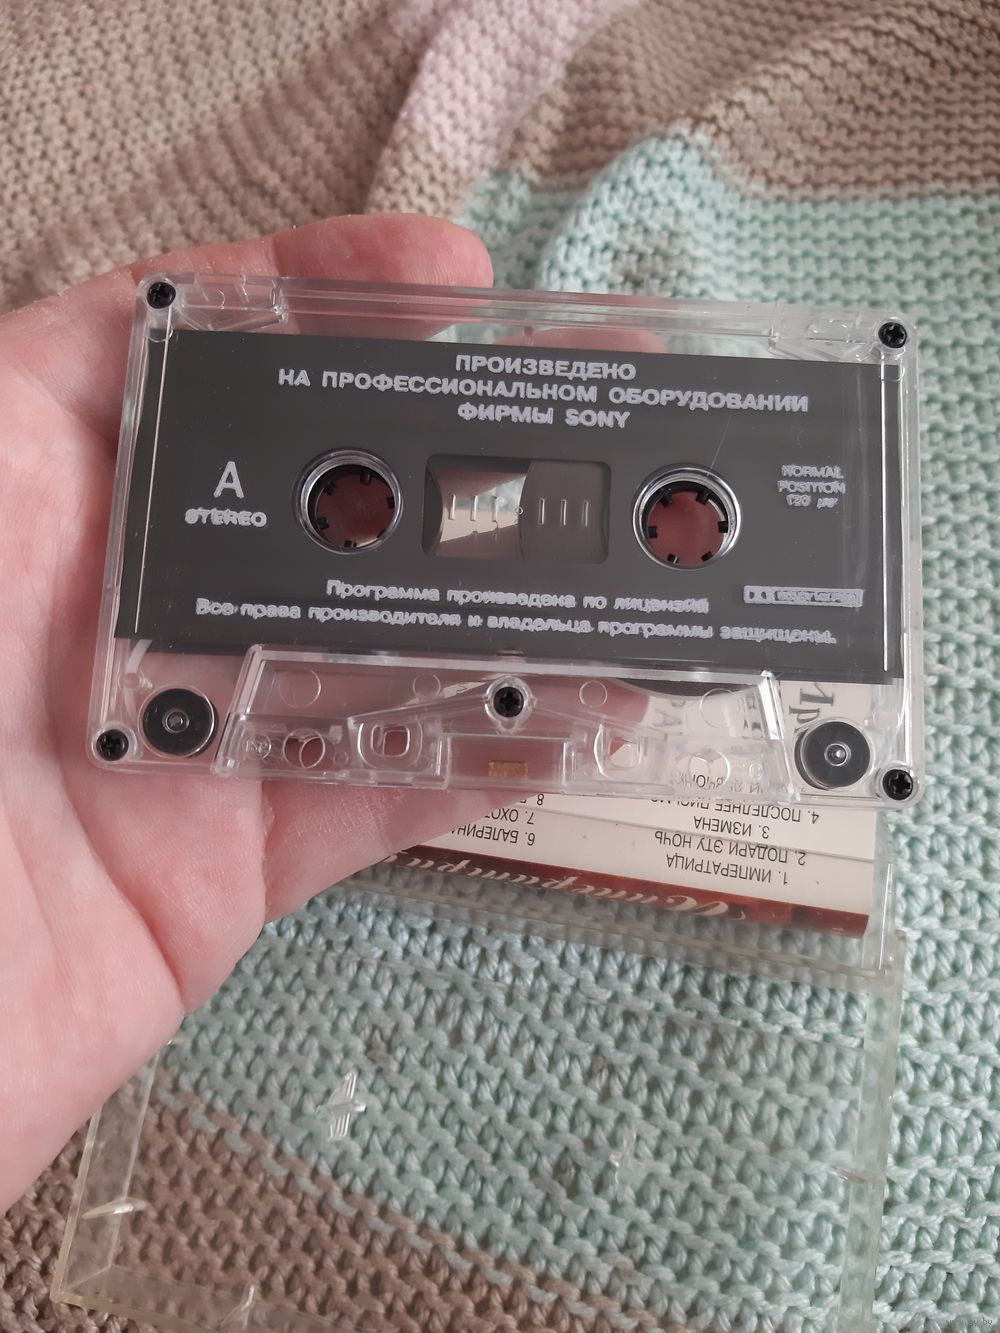 ПРОИЗВЕДЕНО
НА ПРОФЕССИОНАЛЬНОМ ОБОРУДОВАНИИ
ФИРМЫ SONY
A
STEREO
NORMAL
POSITION
120 µs
Программа произведена по лицензии
Все права производителя и владельца программы защищены.
1. ИМПЕРАТРИЦА
2. ПОДАРИ ЭТУ НОЧЬ
3. ИЗМЕНА
4. ПОСЛЕДНЕЕ ПИСЬМО
6. БАЛЕРИНА
7.
8.